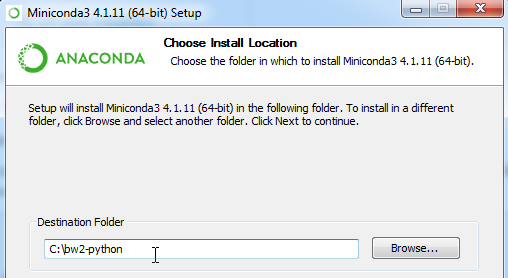 Miniconda3 4.1.11 (64-bit) Setup
ANACONDA
Choose Install Location
Choose the folder in which to install Miniconda3 4.1.11 (64-bit).
Setup will install Miniconda3 4.1.11 (64-bit) in the following folder. To install in a different
folder, click Browse and select another folder. Click Next to continue.
Destination Folder
C:\bw2-python
Browse...